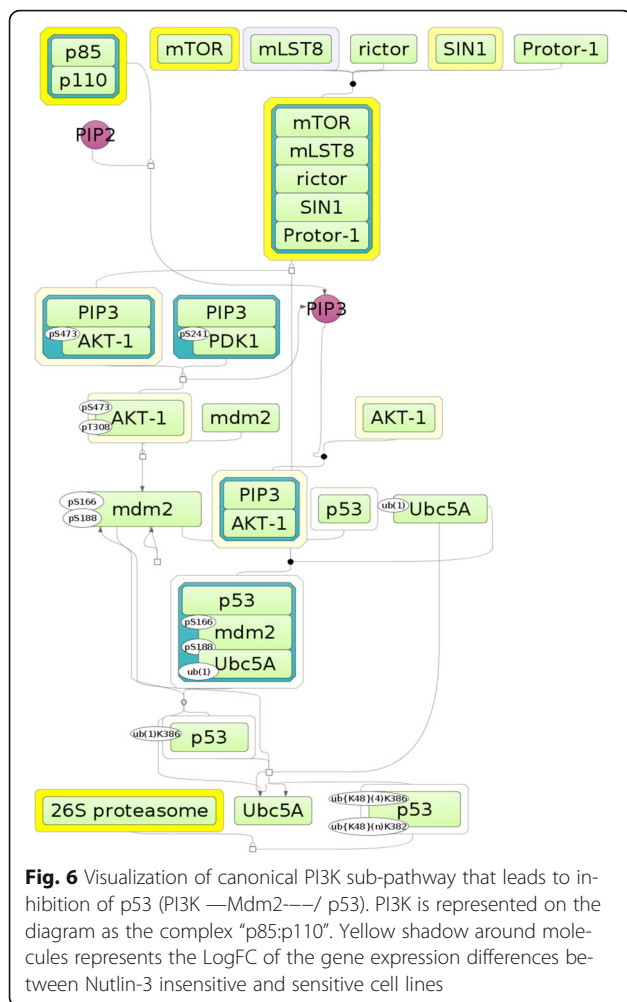 p85
p110
mTOR
mLST8
rictor
SIN1
Protor-1
PIP2
mTOR
mLST8
rictor
SIN1
Protor-1
PIP3
pS473
AKT-1
PIP3
pS241
PDK1
PIP3
pS473
pT308
AKT-1
mdm2
AKT-1
pS166
pS188
mdm2
PIP3
AKT-1
p53
ub(1)
Ubc5A
p53
pS166
mdm2
pS188
Ubc5A
ub(1)
ub(1)K386
p53
26S proteasome
Ubc5A
ub{K48}(4)K386
p53
ub{K48}(n)K382
Fig. 6 Visualization of canonical PI3K sub-pathway that leads to in-
hibition of p53 (PI3K —Mdm2-––/ p53). PI3K is represented on the
diagram as the complex “p85:p110”. Yellow shadow around mole-
cules represents the LogFC of the gene expression differences be-
tween Nutlin-3 insensitive and sensitive cell lines